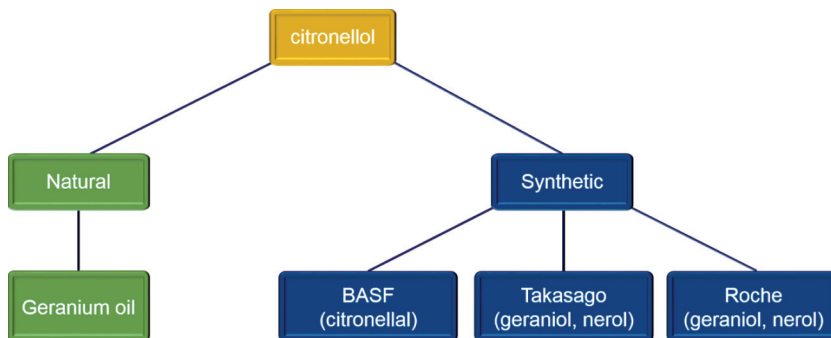 citronellol
Natural
Synthetic
Geranium oil
BASF
(citronellal)
Takasago
(geraniol, nerol)
Roche
(geraniol, nerol)